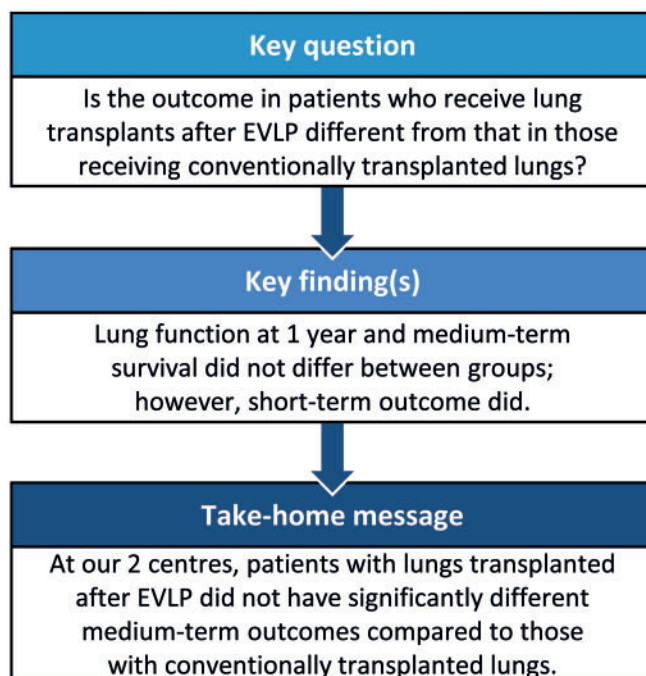 Key question
Is the outcome in patients who receive lung
transplants after EVLP different from that in those
receiving conventionally transplanted lungs?
Key finding(s)
Lung function at 1 year and medium-term
survival did not differ between groups;
however, short-term outcome did.
Take-home message
At our 2 centres, patients with lungs transplanted
after EVLP did not have significantly different
medium-term outcomes compared to those
with conventionally transplanted lungs.